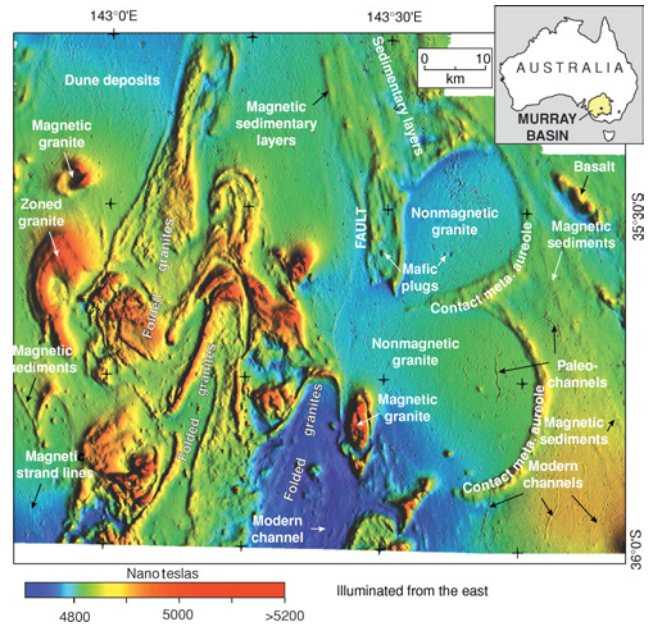 143°0'E
143°30'E
0
10
km
AUSTRALIA
MURRAY
BASIN
Dune deposits
Magnetic
sedimentary
layers
Sedimentary layers
Magnetic
granite
Basalt
Zoned
granite
Nonmagnetic
granite
35°30'S
Magnetic
sediments
FAULT
Mafic
plugs
Folded granites
Contact meta. aureole
Nonmagnetic
granite
Paleo-
channels
Magnetic
sediments
Folded granites
Magnetic
granite
Magnetic
sediments
Contact meta. aureole
Magneti
strand lines
Folded granites
Modern
channels
Modern
channel
36°0'S
Nano teslas
4800
5000
>5200
Illuminated from the east